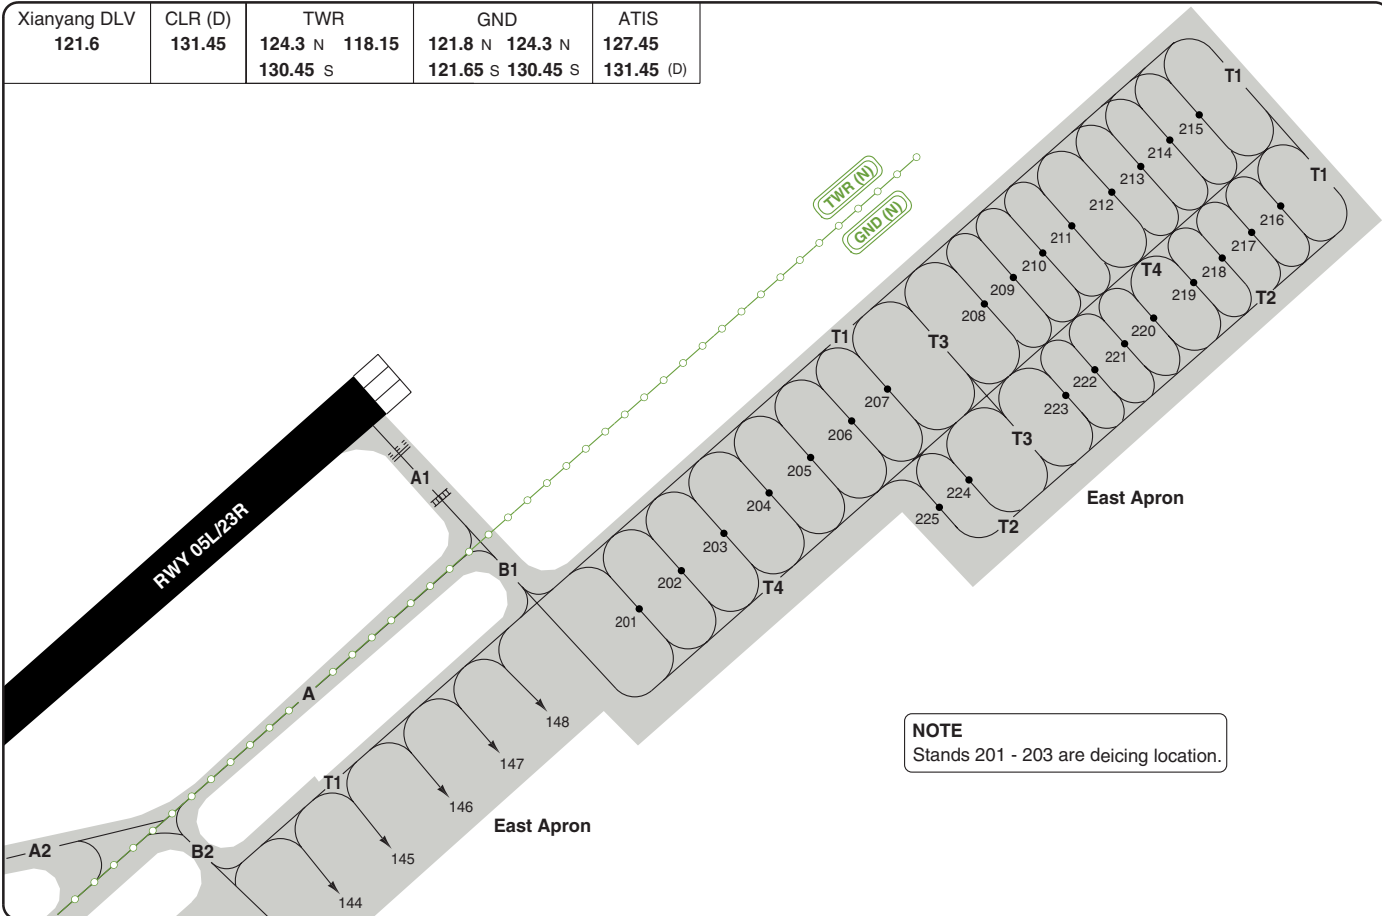 Xianyang DLV
121.6
CLR (D)
131.45
TWR
124.3 N 118.15
130.45 S
GND
121.8 N 124.3 N
121.65 S 130.45 S
ATIS
127.45
131.45 (D)
T1
215
214
213
212
211
210
209
208
T1
216
217
218
219
220
221
222
223
224
225
T4
T2
TWR (N)
GND (N)
T1
T3
T3
T2
207
206
205
204
203
202
201
T4
East Apron
RWY 05L/23R
A1
B1
A
148
147
146
145
144
T1
East Apron
A2
B2
NOTE
Stands 201 - 203 are deicing location.